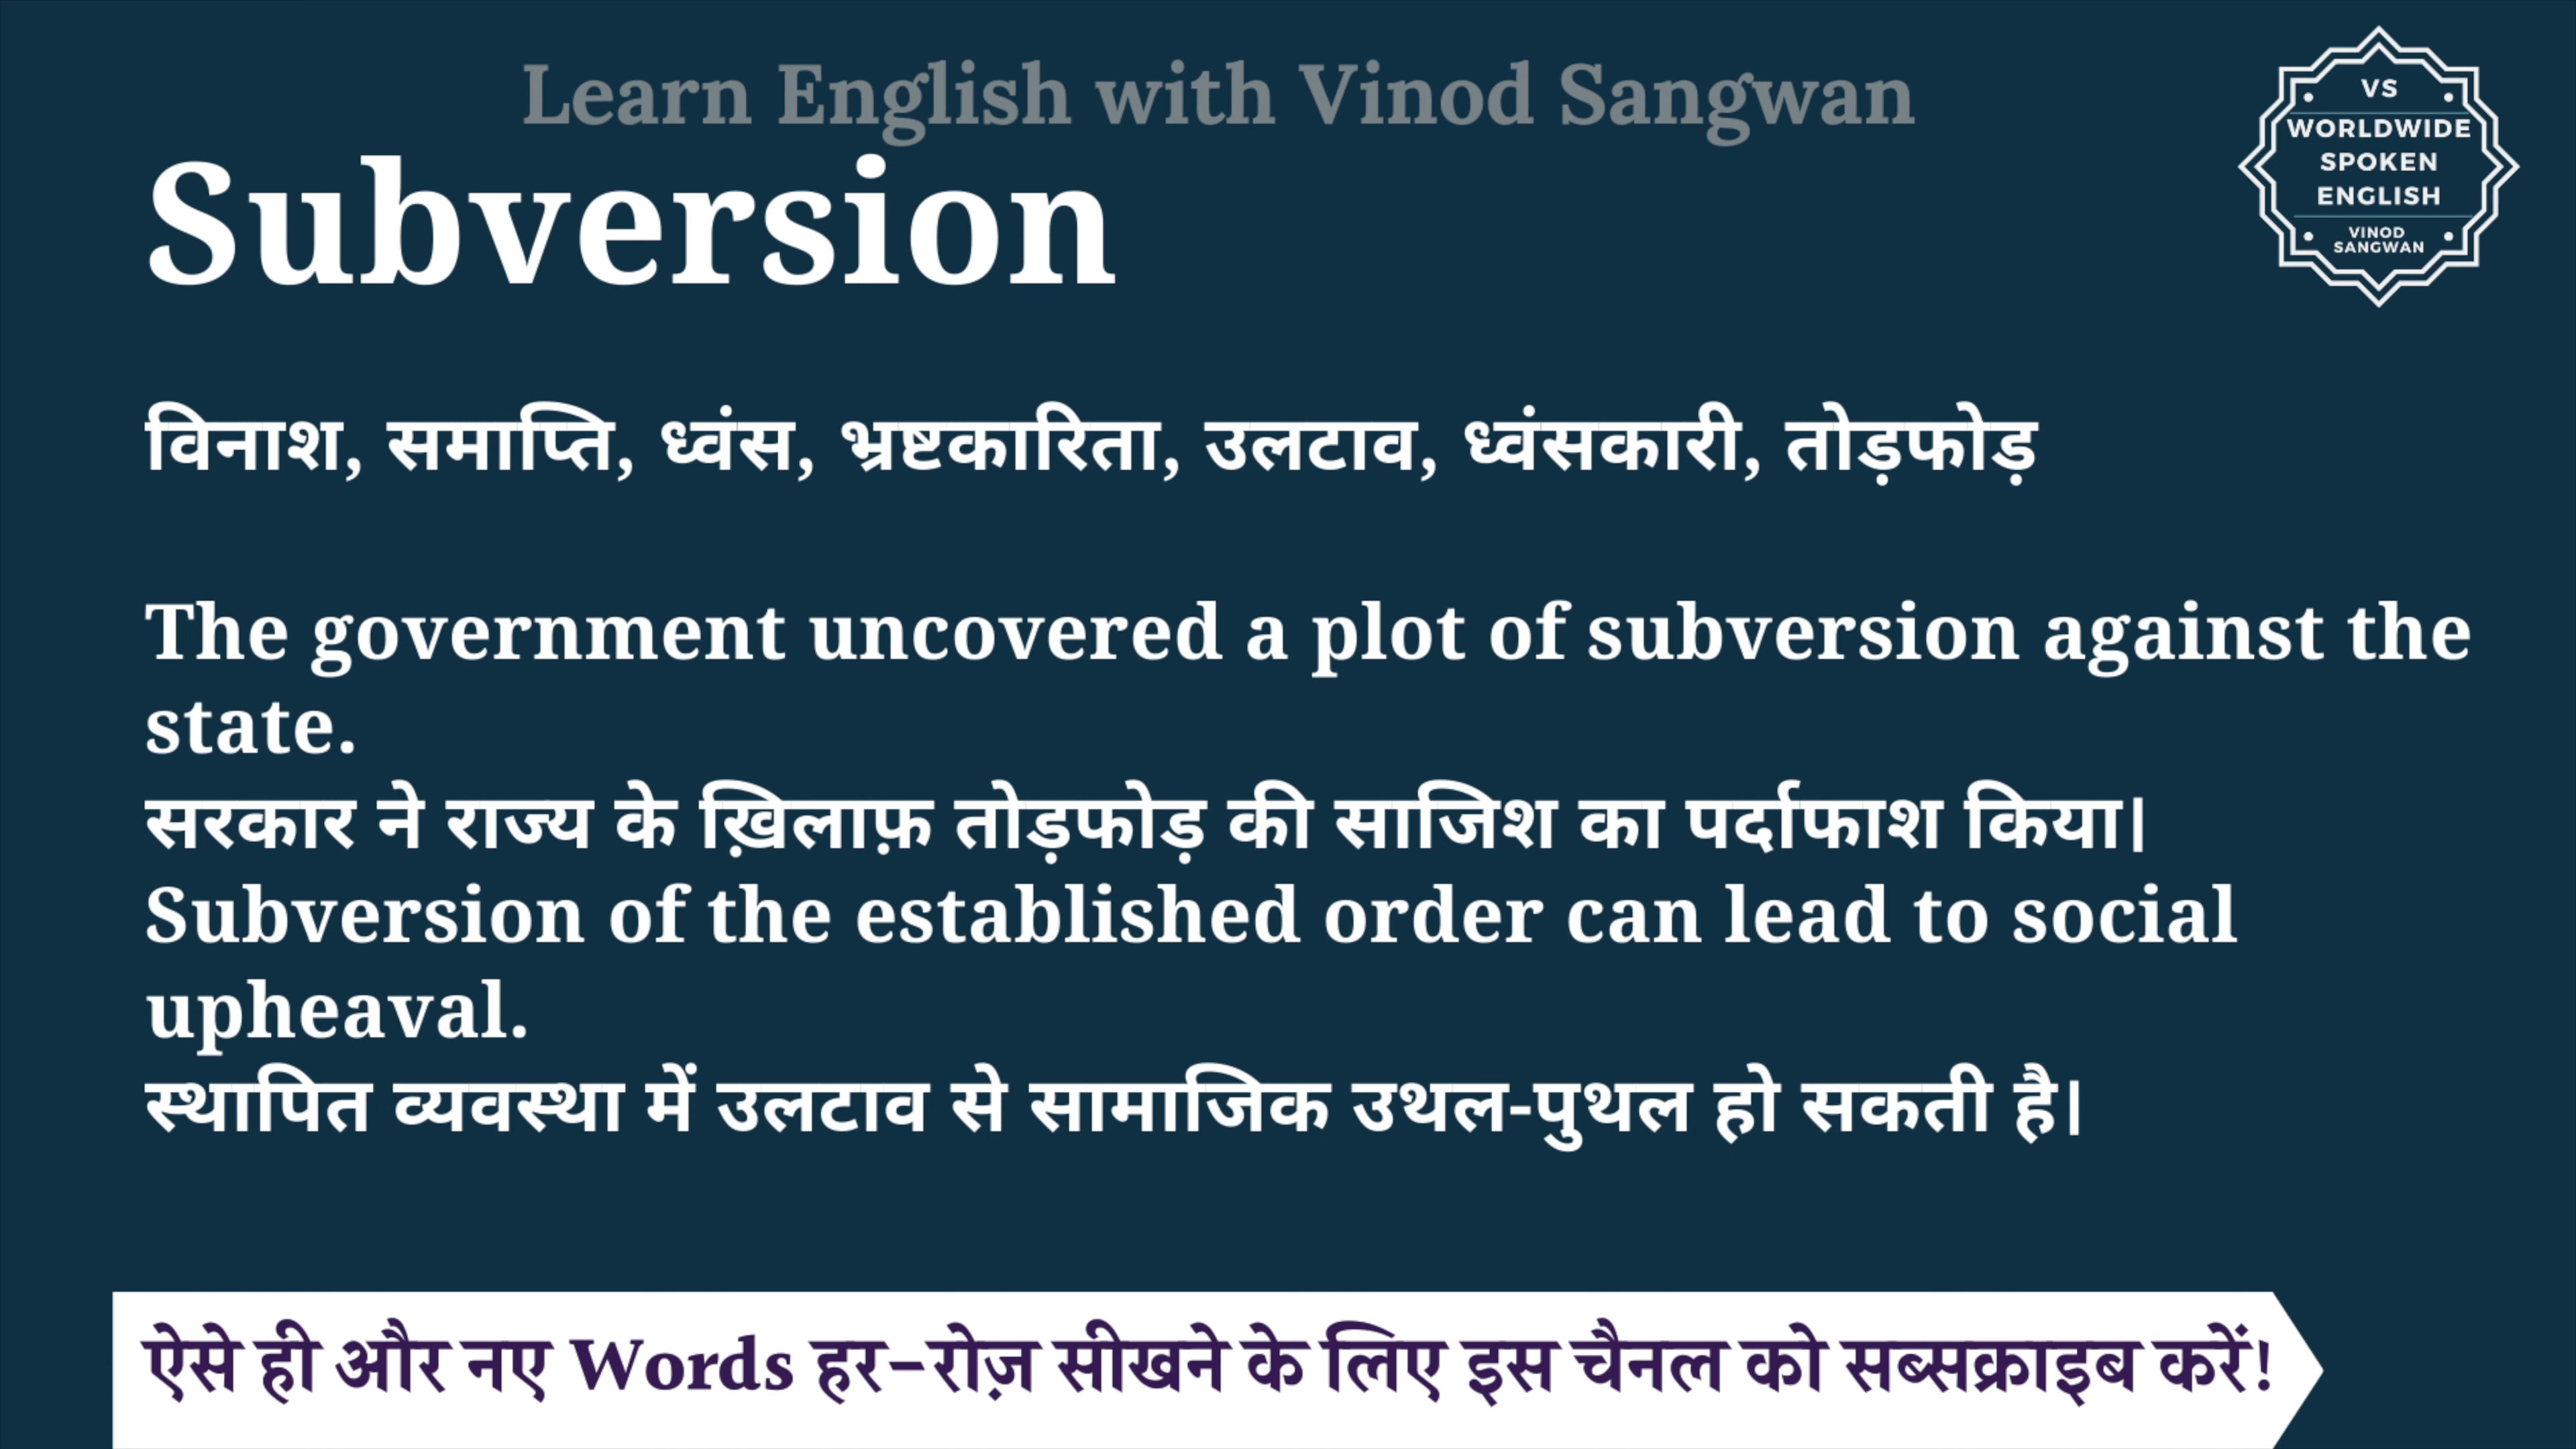 Learn English with Vinod Sangwan
VS
WORLDWIDE
SPOKEN
ENGLISH
VINOD
SANGWAN
Subversion
विनाश, समाप्ति, ध्वंस, भ्रष्टकारिता, उलटाव, ध्वंसकारी, तोड़फोड़
The government uncovered a plot of subversion against the
state.
सरकार ने राज्य के ख़िलाफ़ तोड़फोड़ की साजिश का पर्दाफाश किया।
Subversion of the established order can lead to social
upheaval.
स्थापित व्यवस्था में उलटाव से सामाजिक उथल-पुथल हो सकती है।
ऐसे ही और नए Words हर–रोज़ सीखने के लिए इस चैनल को सब्सक्राइब करें!